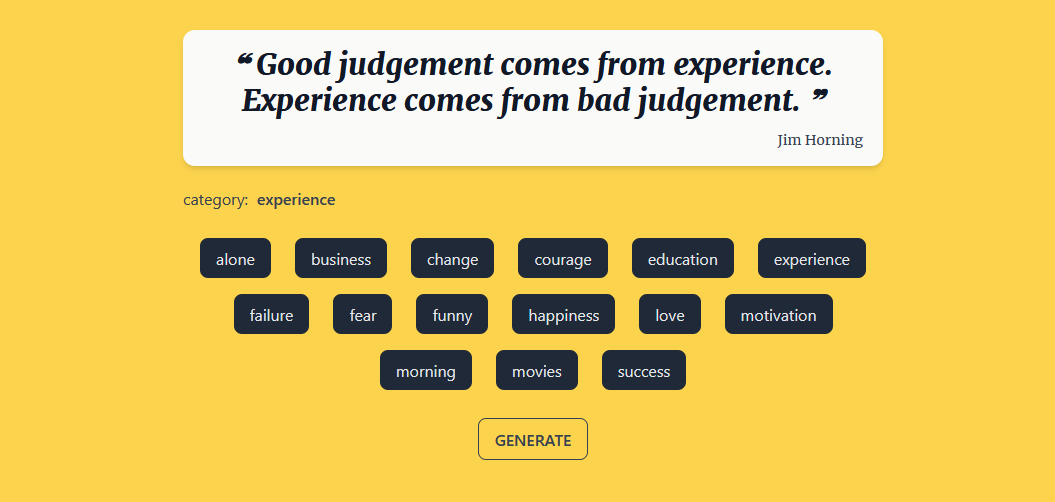 ❝ Good judgement comes from experience.
Experience comes from bad judgement. ❞
Jim Horning
category: experience
alone business change courage education experience
failure fear funny happiness love motivation
morning movies success
GENERATE